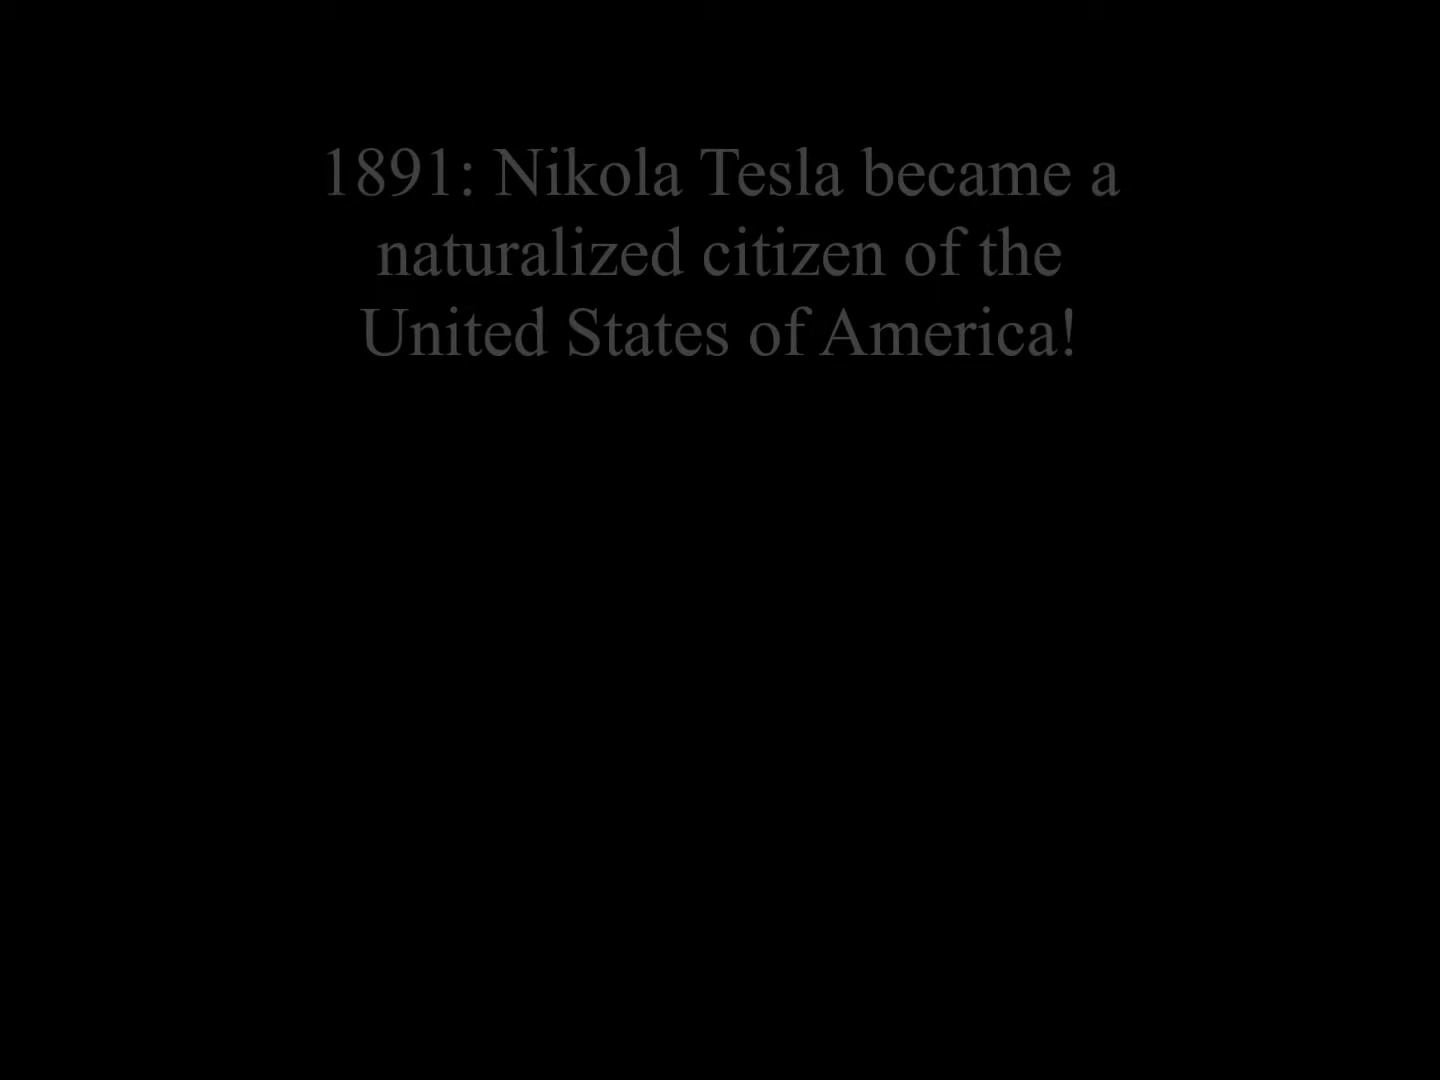 1891: Nikola Tesla became a
naturalized citizen of the
United States of America!